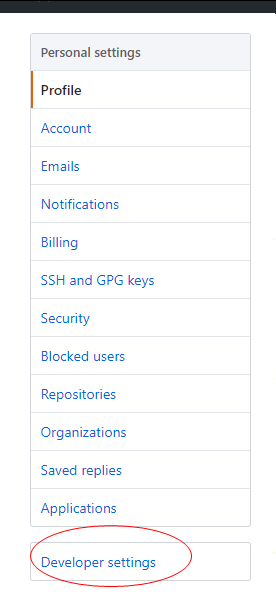 Personal settings
Profile
Account
Emails
Notifications
Billing
SSH and GPG keys
Security
Blocked users
Repositories
Organizations
Saved replies
Applications
Developer settings